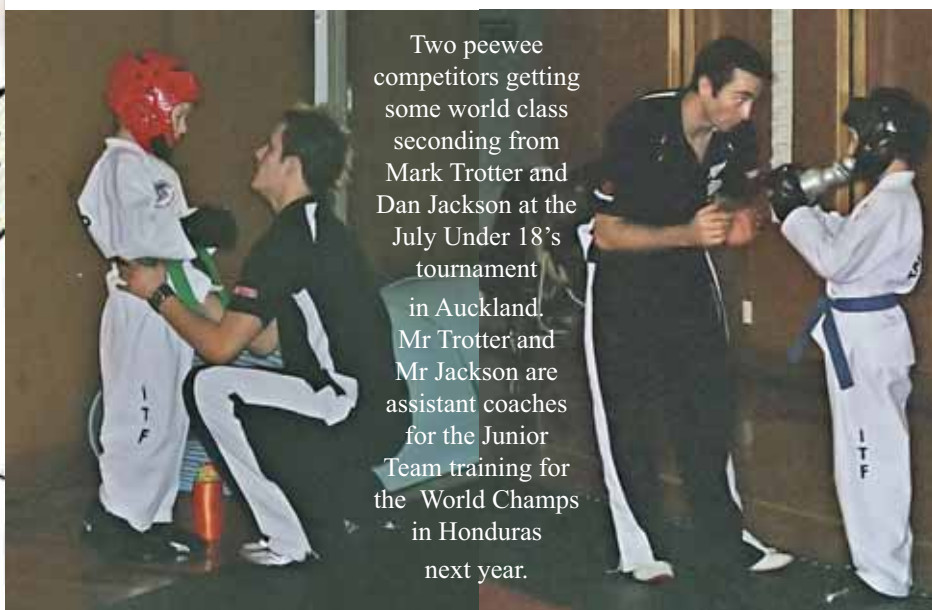 Two peewee
competitors getting
some world class
seconding from
Mark Trotter and
Dan Jackson at the
July Under 18's
tournament
in Auckland.
Mr Trotter and
Mr Jackson are
assistant coaches
for the Junior
Team training for
the World Champs
in Honduras
next year.
I
T
F
I
T
F